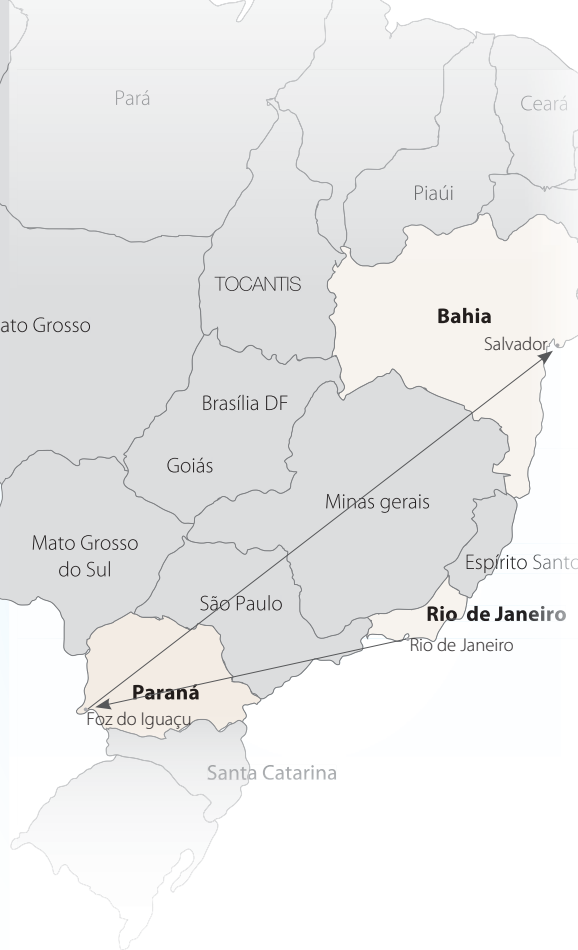 Pará
Ceará
Piaúi
TOCANTIS
Bahia
ato Grosso
Salvador
Brasília DF
Goiás
Minas gerais
Mato Grosso
do Sul
Espírito Santo
São Paulo
Rio de Janeiro
Rio de Janeiro
Paraná
Foz do Iguaçu
Santa Catarina